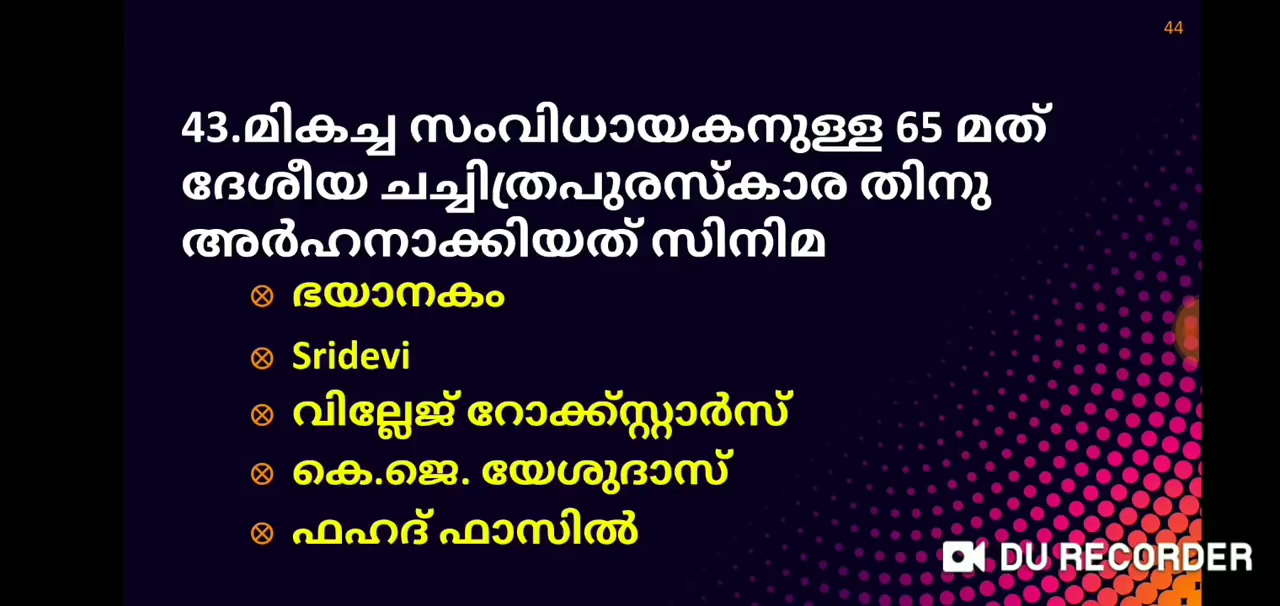 44
43.മികച്ച സംവിധായകനുള്ള 65 മത്
ദേശീയ ചച്ചിത്രപുരസ്കാര തിനു
അർഹനാക്കിയത് സിനിമ
ഭയാനകം
Sridevi
വില്ലേജ് റോക്ക്സ്റ്റാർസ്
കെ.ജെ. യേശുദാസ്
ഫഹദ് ഫാസിൽ
DU RECORDER